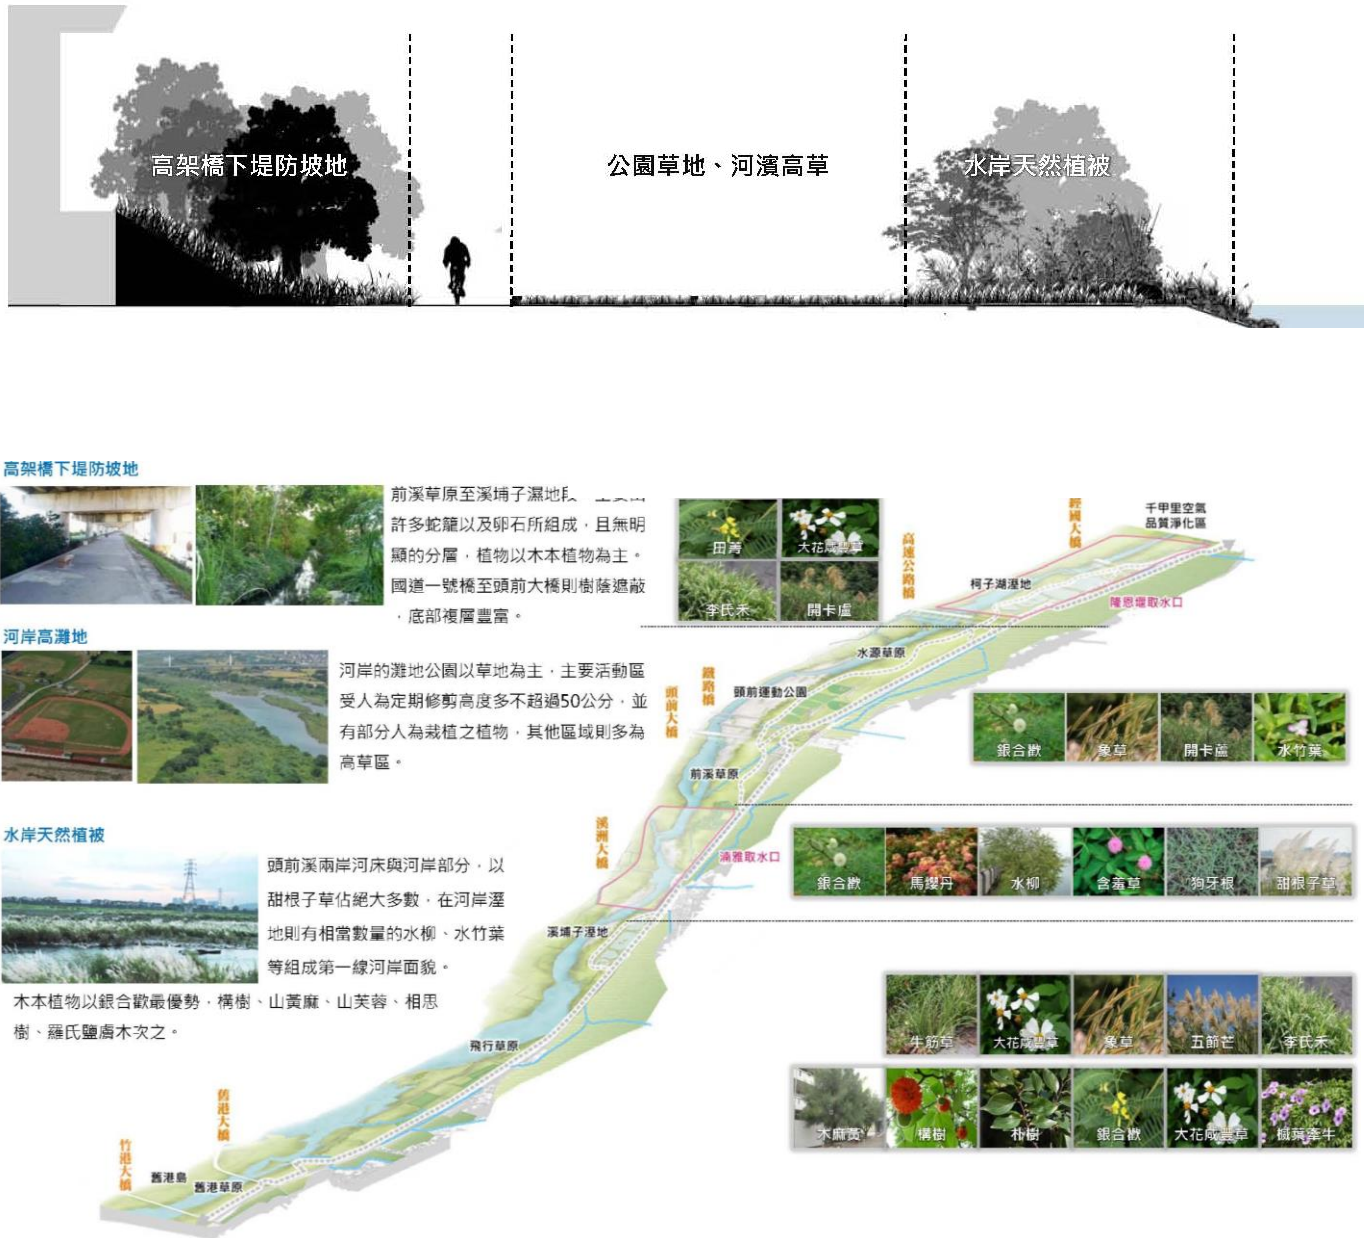 高架橋下堤防坡地
公園草地、河濱高草
水岸天然植被
高架橋下堤防坡地
前溪草原至溪埔子濕地段
許多蛇籠以及卵石所組成，且無明
顯的分層，植物以木本植物為主。
國道一號橋至頭前大橋則樹蔭遮蔽
，底部複層豐富。
河岸高灘地
河岸的灘地公園以草地為主，主要活動區
受人為定期修剪高度多不超過50公分，並
有部分人為栽植之植物，其他區域則多為
高草區。
水岸天然植被
頭前溪兩岸河床與河岸部分，以
甜根子草佔絕大多數，在河岸溼
地則有相當數量的水柳、水竹葉
等組成第一線河岸面貌。
木本植物以銀合歡最優勢，構樹、山黃麻、山芙蓉、相思
樹、羅氏鹽膚木次之。
田菁
大花咸豐草
李氏禾
開卡盧
高速公路橋
經國大橋
千甲里空氣
品質淨化區
柯子湖溼地
隆恩堰取水口
水源草原
鐵路橋
頭前大橋
頭前運動公園
前溪草原
銀合歡
象草
開卡蘆
水竹葉
溪洲大橋
湳雅取水口
銀合歡
馬纓丹
水柳
含羞草
狗牙根
甜根子草
溪埔子溼地
飛行草原
牛筋草
大花咸豐草
象草
五節芒
李氏禾
木麻黃
構樹
朴樹
銀合歡
大花咸豐草
槭葉牽牛
舊港大橋
竹港大橋
舊港島
舊港草原